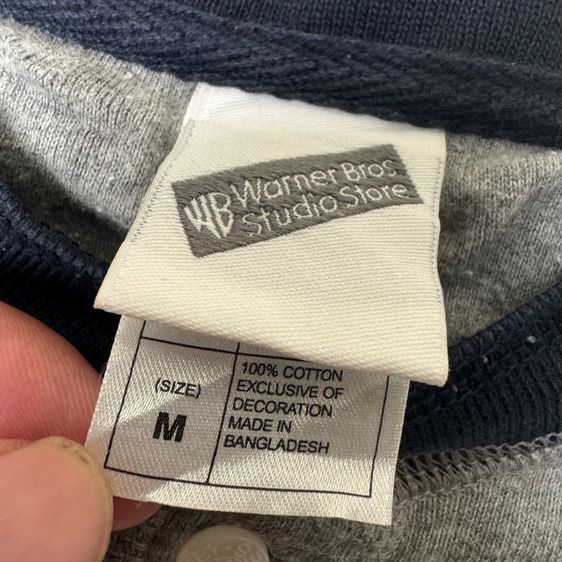 WB Warner Bros
Studio Store
(SIZE)
M
100% COTTON
EXCLUSIVE OF
DECORATION
MADE IN
BANGLADESH